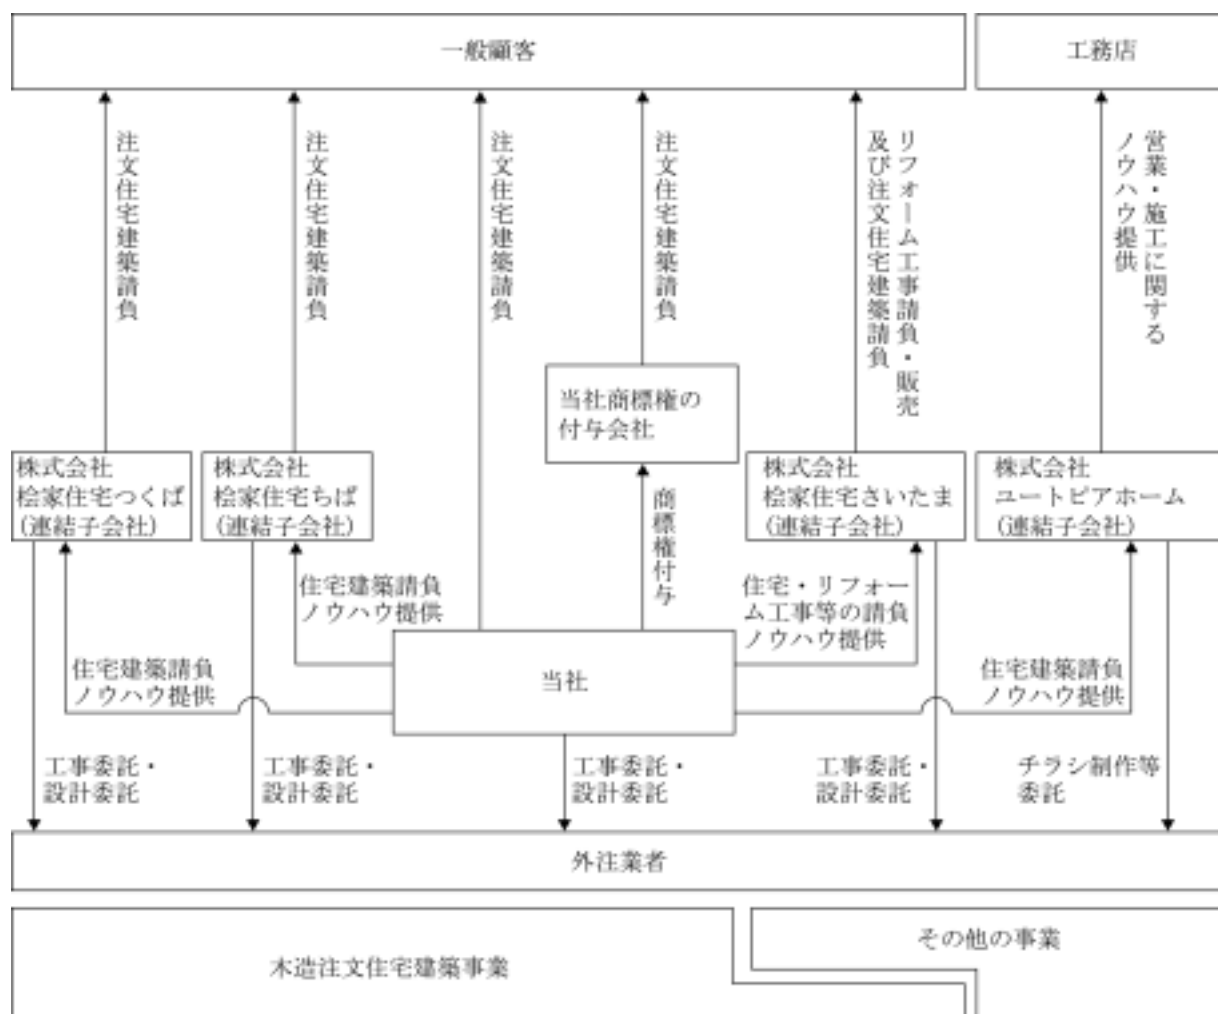 一般顧客
工務店
注文住宅建築請負
注文住宅建築請負
注文住宅建築請負
注文住宅建築請負
リフォーム工事請負・販売
及び注文住宅建築請負
営業・施工に関する
ノウハウ提供
当社商標権の
付与会社
株式会社
桧家住宅つくば
(連結子会社)
株式会社
桧家住宅ちば
(連結子会社)
株式会社
桧家住宅さいたま
(連結子会社)
株式会社
ユートピアホーム
(連結子会社)
商標権付与
住宅建築請負
ノウハウ提供
住宅・リフォー
ム工事等の請負
ノウハウ提供
住宅建築請負
ノウハウ提供
当社
住宅建築請負
ノウハウ提供
工事委託・
設計委託
工事委託・
設計委託
工事委託・
設計委託
工事委託・
設計委託
チラシ制作等
委託
外注業者
木造注文住宅建築事業
その他の事業